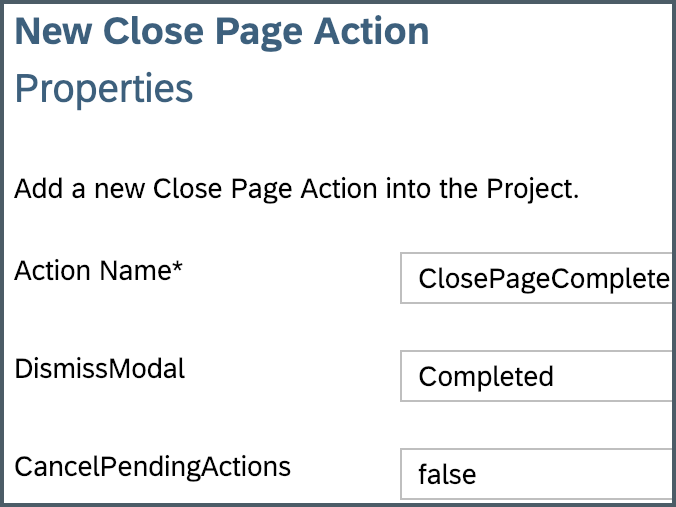 New Close Page Action
Properties
Add a new Close Page Action into the Project.
Action Name*
ClosePageComplete
DismissModal
Completed
CancelPendingActions
false